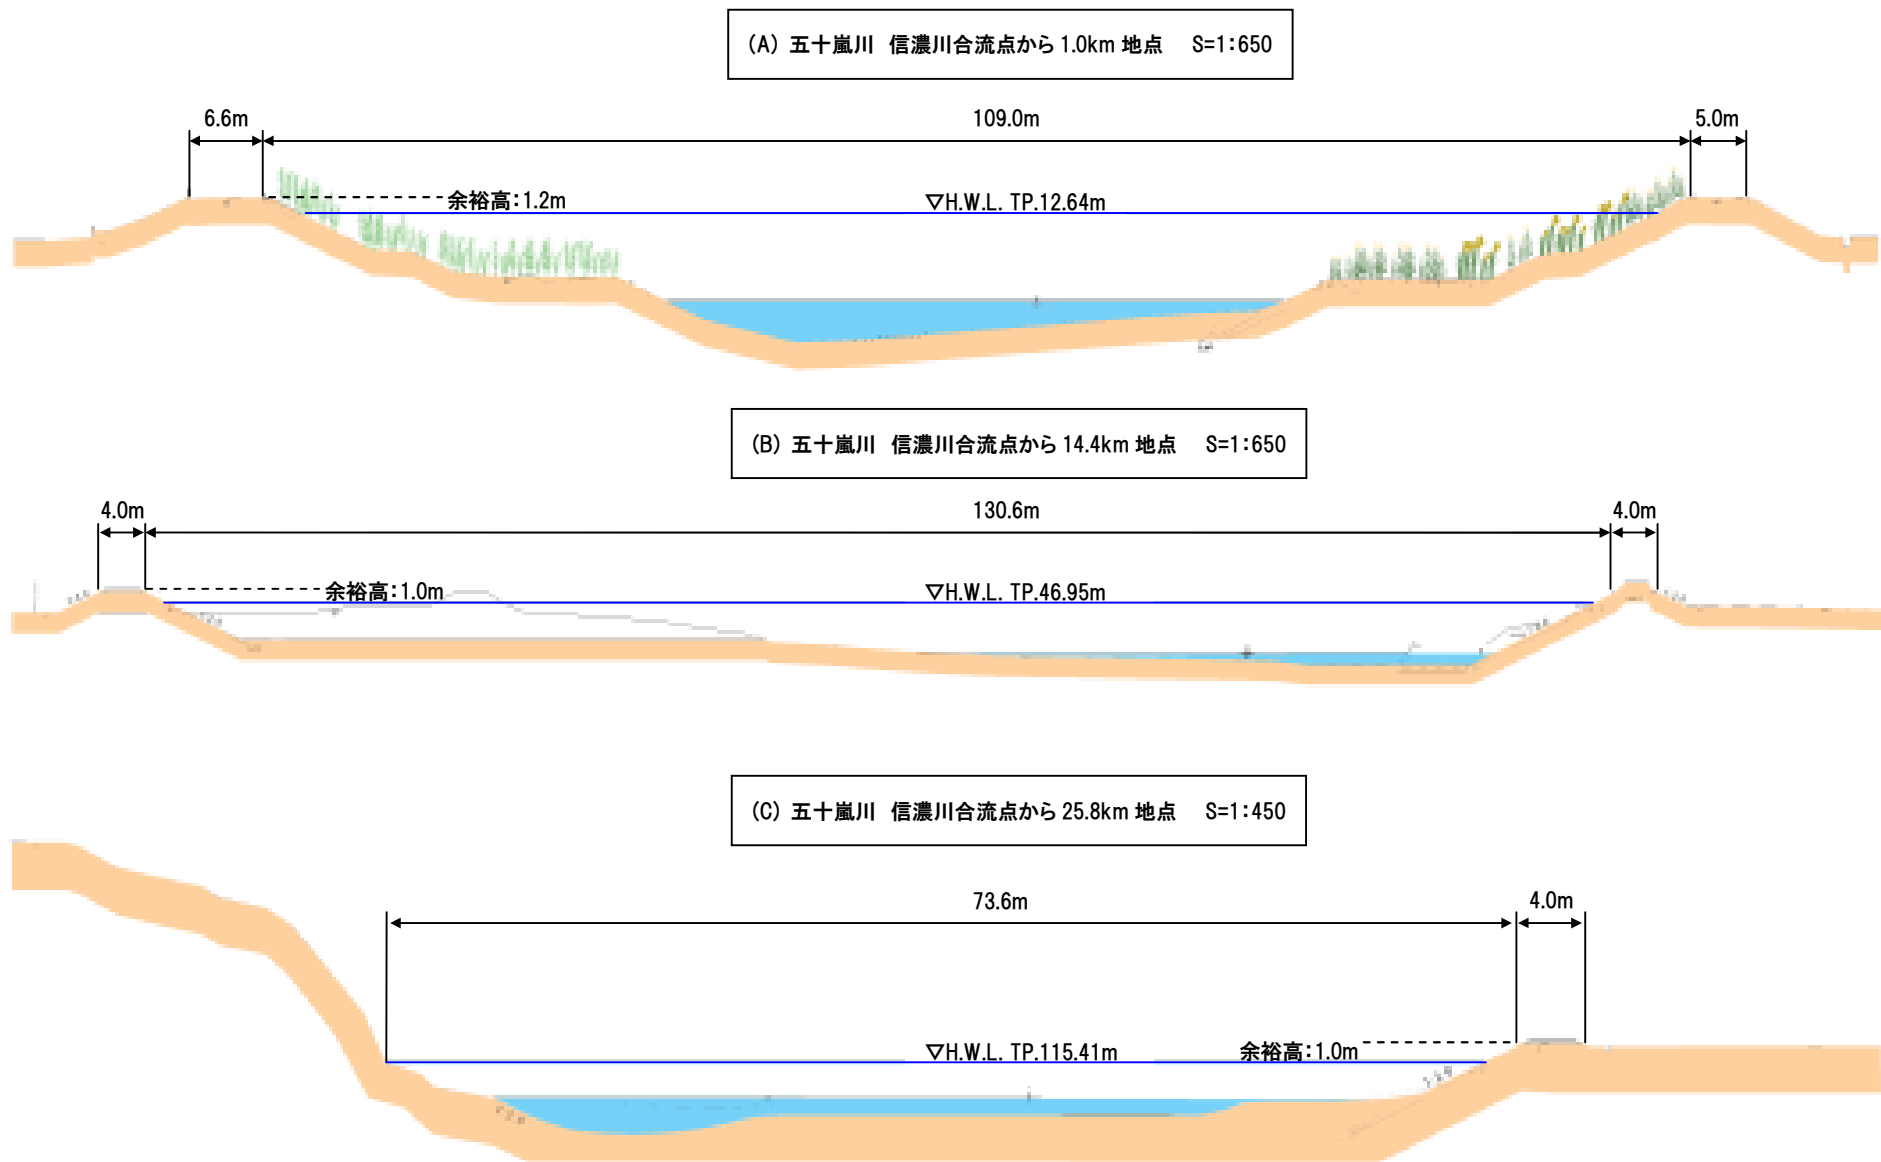 (A) 五十嵐川 信濃川合流点から 1.0km 地点 S=1:650
6.6m 109.0m 5.0m
余裕高:1.2m ▽H.W.L. TP.12.64m
(B) 五十嵐川 信濃川合流点から 14.4km 地点 S=1:650
4.0m 130.6m 4.0m
余裕高:1.0m ▽H.W.L. TP.46.95m
(C) 五十嵐川 信濃川合流点から 25.8km 地点 S=1:450
73.6m 4.0m
▽H.W.L. TP.115.41m 余裕高:1.0m